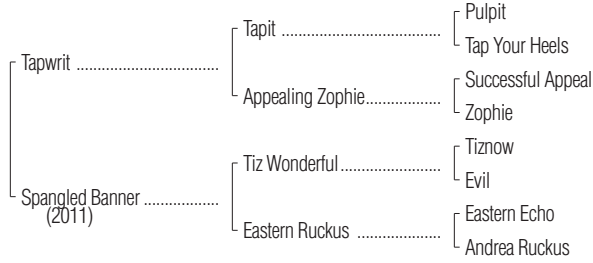 Pulpit
Tapit ........................................
Tap Your Heels
Tapwrit ....................................
Successful Appeal
Appealing Zophie...................
Zophie
Tiznow
Tiz Wonderful.........................
Evil
Spangled Banner ...................
(2011)
Eastern Echo
Eastern Ruckus .....................
Andrea Ruckus